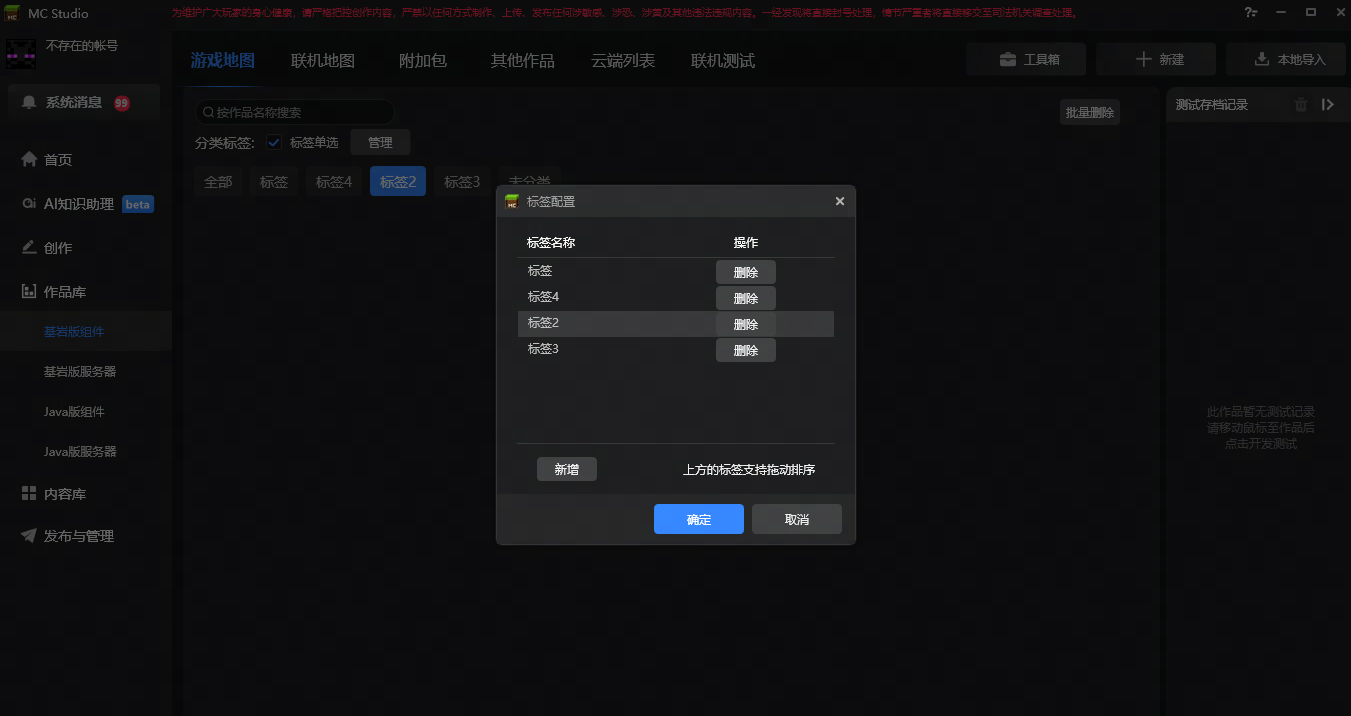 MC Studio
为维护广大玩家的身心健康，请严格把控创作内容，严禁以任何方式制作、上传、发布任何涉敏感、涉恐、涉黄及其他违法违规内容。一经发现将直接封号处理，情节严重者将直接移交至司法机关调查处理。
不存在的帐号
游戏地图 联机地图 附加包 其他作品 云端列表 联机测试
工具箱 新建 本地导入
系统消息 99
按作品名称搜索
批量删除
测试存档记录
分类标签: 标签单选 管理
首页
全部 标签 标签4 标签2 标签3 未分类
AI知识助理 beta
创作
作品库
基岩版组件
基岩版服务器
Java版组件
Java版服务器
内容库
发布与管理
标签配置
标签名称 操作
标签 删除
标签4 删除
标签2 删除
标签3 删除
新增 上方的标签支持拖动排序
确定 取消
此作品暂无测试记录
请移动鼠标至作品后
点击开发测试